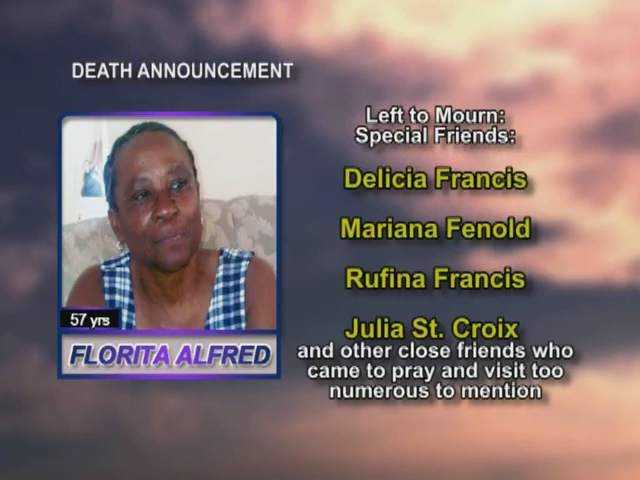 DEATH ANNOUNCEMENT
57 yrs
FLORITA ALFRED
Left to Mourn:
Special Friends:
Delicia Francis
Mariana Fenold
Rufina Francis
Julia St. Croix
and other close friends who
came to pray and visit too
numerous to mention